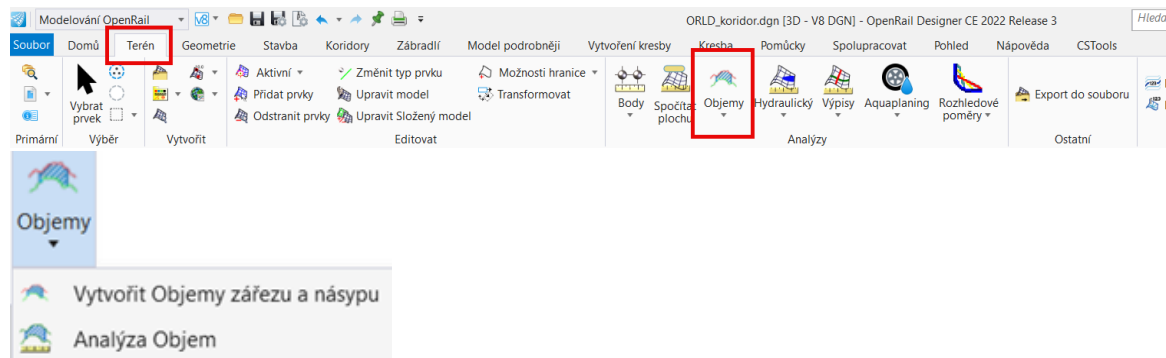 Modelování OpenRail V8 ORLD_koridor.dgn [3D - V8 DGN] - OpenRail Designer CE 2022 Release 3
Soubor Domů Terén Geometrie Stavba Koridory Zábradlí Model podrobněji Vytvoření kresby Kresba Pomůcky Spolupracovat Pohled Nápověda CSTools
Aktivní Změnit typ prvku Možnosti hranice
Přidat prvky Upravit model Transformovat
Odstranit prvky Upravit Složený model
Vybrat prvek
Body Spočítat plochu Objemy Hydraulický Výpisy Aquaplaning Rozhledové poměry
Export do souboru
Primární Výběr Vytvořit Editovat Analýzy Ostatní
Objemy
Vytvořit Objemy zářezu a násypu
Analýza Objem